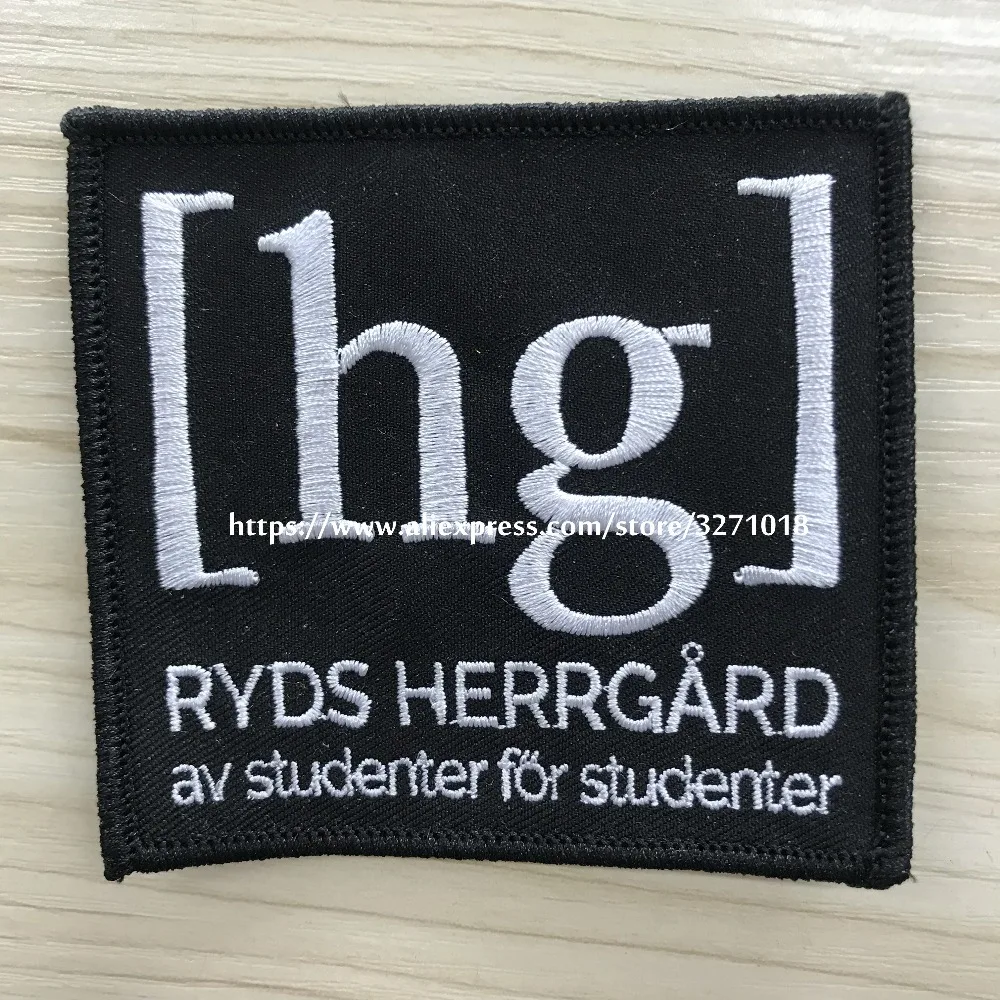 [hg]
https://www.aliexpress.com/store/3271018
RYDS HERRGÅRD
av studenter för studenter